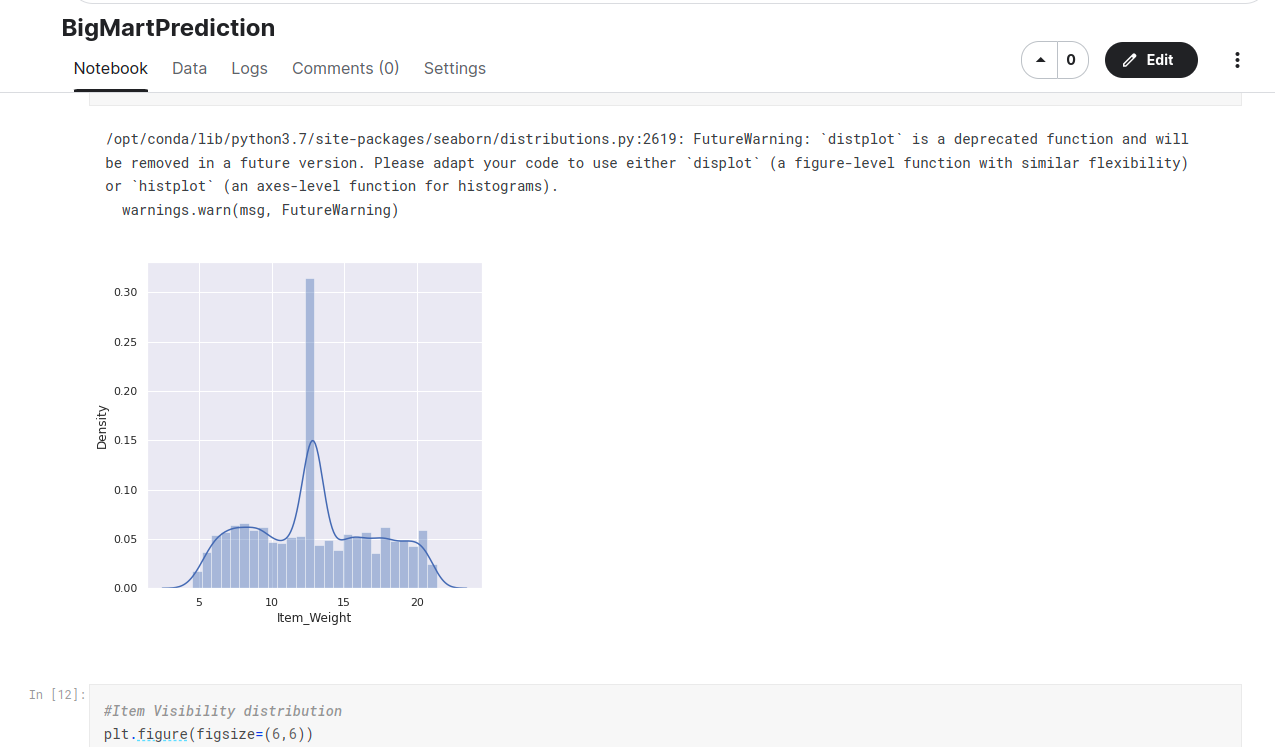 BigMartPrediction
Notebook Data Logs Comments (0) Settings
0 Edit
/opt/conda/lib/python3.7/site-packages/seaborn/distributions.py:2619: FutureWarning: `distplot` is a deprecated function and will
be removed in a future version. Please adapt your code to use either `displot` (a figure-level function with similar flexibility)
or `histplot` (an axes-level function for histograms).
warnings.warn(msg, FutureWarning)
0.30
0.25
0.20
0.15
0.10
0.05
0.00
Density
5 10 15 20
Item_Weight
In [12]:
#Item Visibility distribution
plt.figure(figsize=(6,6))